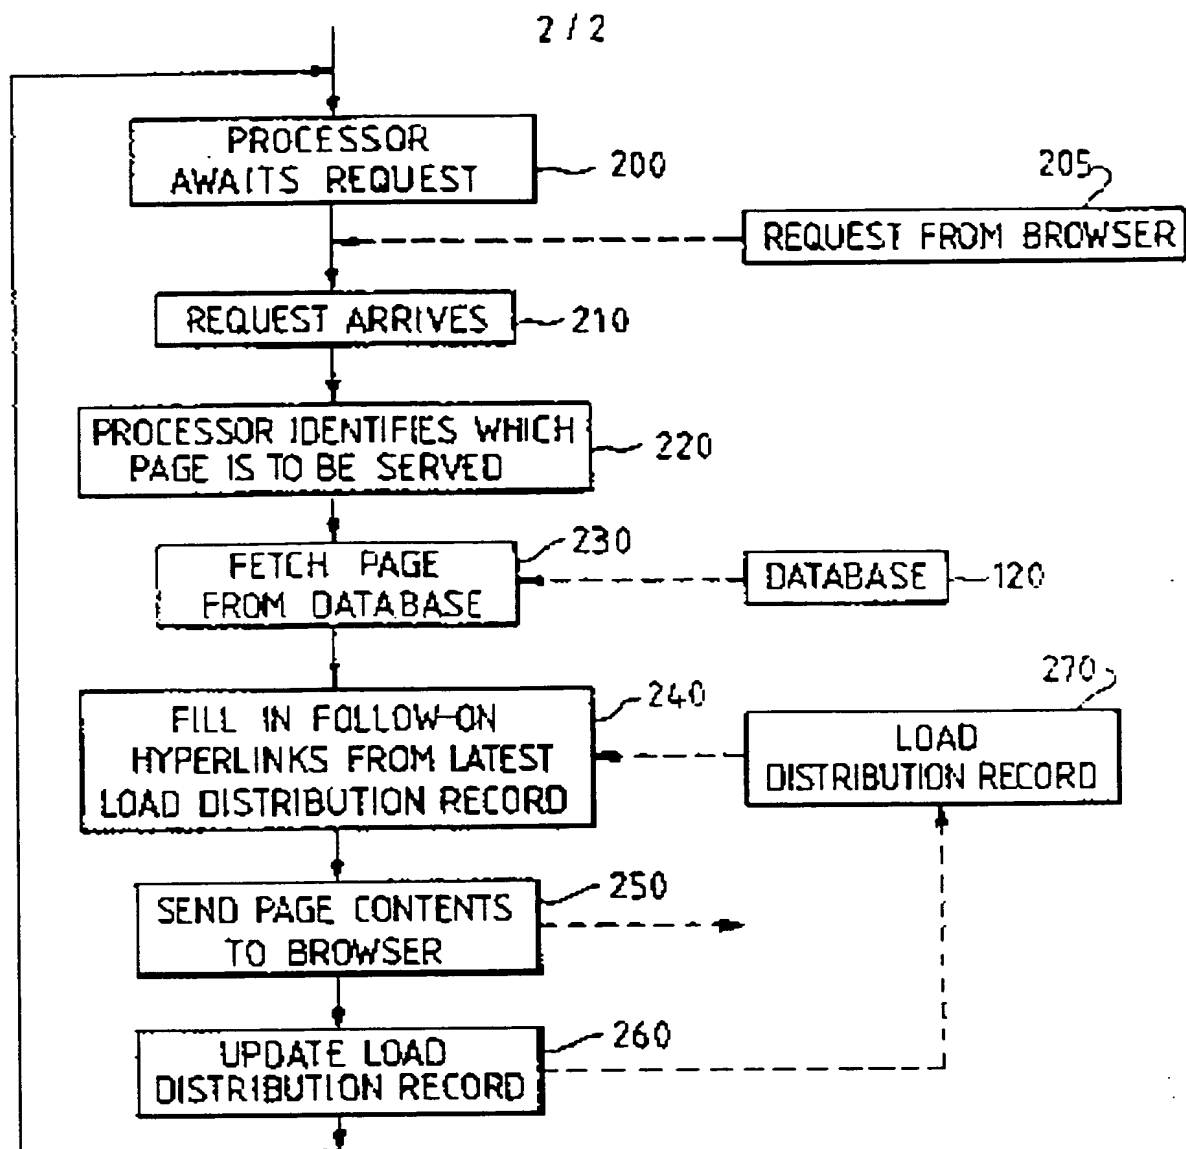 2 / 2
PROCESSOR
AWAITS REQUEST
200
205
REQUEST FROM BROWSER
REQUEST ARRIVES
210
PROCESSOR IDENTIFIES WHICH
PAGE IS TO BE SERVED
220
230
FETCH PAGE
FROM DATABASE
DATABASE
120
240
FILL IN FOLLOW-ON
HYPERLINKS FROM LATEST
LOAD DISTRIBUTION RECORD
270
LOAD
DISTRIBUTION RECORD
250
SEND PAGE CONTENTS
TO BROWSER
260
UPDATE LOAD
DISTRIBUTION RECORD